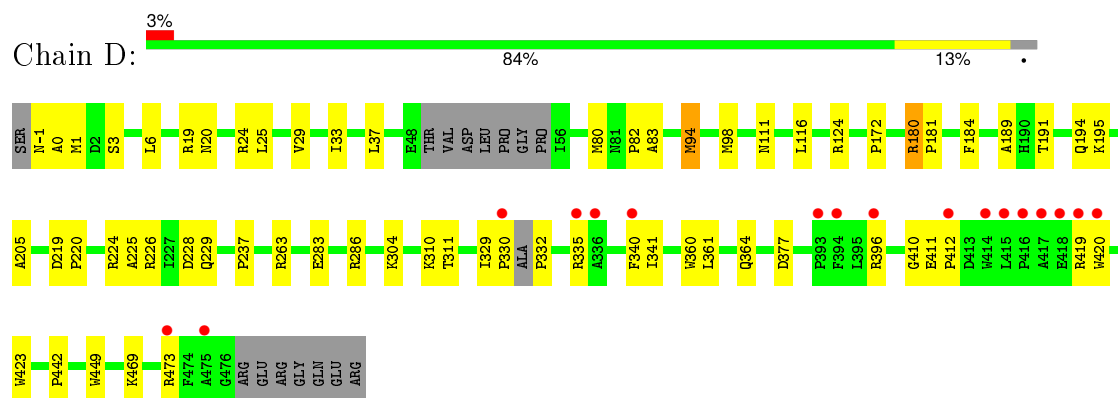 3%
Chain D:
84% 13% •
SER N-1 A0 M1 D2 S3 L6 R19 N20 R24 L25 V29 I33 L37 E48 THR VAL ASP LEU PRO GLY PRO I56 M80 N81 P82 A83 M94 M98 N111 L116 R124 P172 R180 P181 F184 A189 H190 T191 Q194 K195
A205 D219 P220 R224 A225 R226 I227 D228 Q229 P237 R263 E283 R286 K304 K310 T311 I329 P330 ALA P332 R335 A336 F340 I341 W360 L361 Q364 D377 P393 F394 L395 R396 G410 E411 P412 D413 W414 L415 P416 A417 E418 R419 W420
W423 P442 W449 K469 R473 F474 A475 G476 ARG GLU ARG GLY GLN GLU ARG